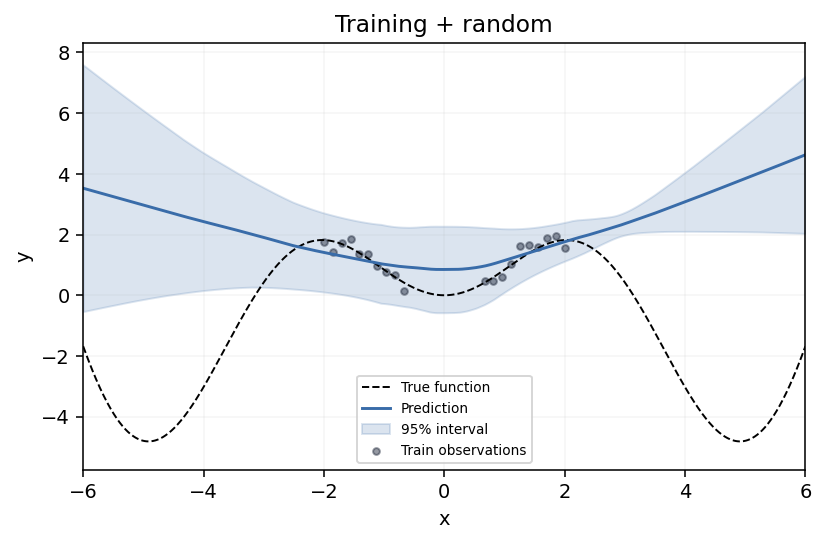 Training + random
8
6
4
2
0
−2
−4
y
True function
Prediction
95% interval
Train observations
−6 −4 −2 0 2 4 6
x